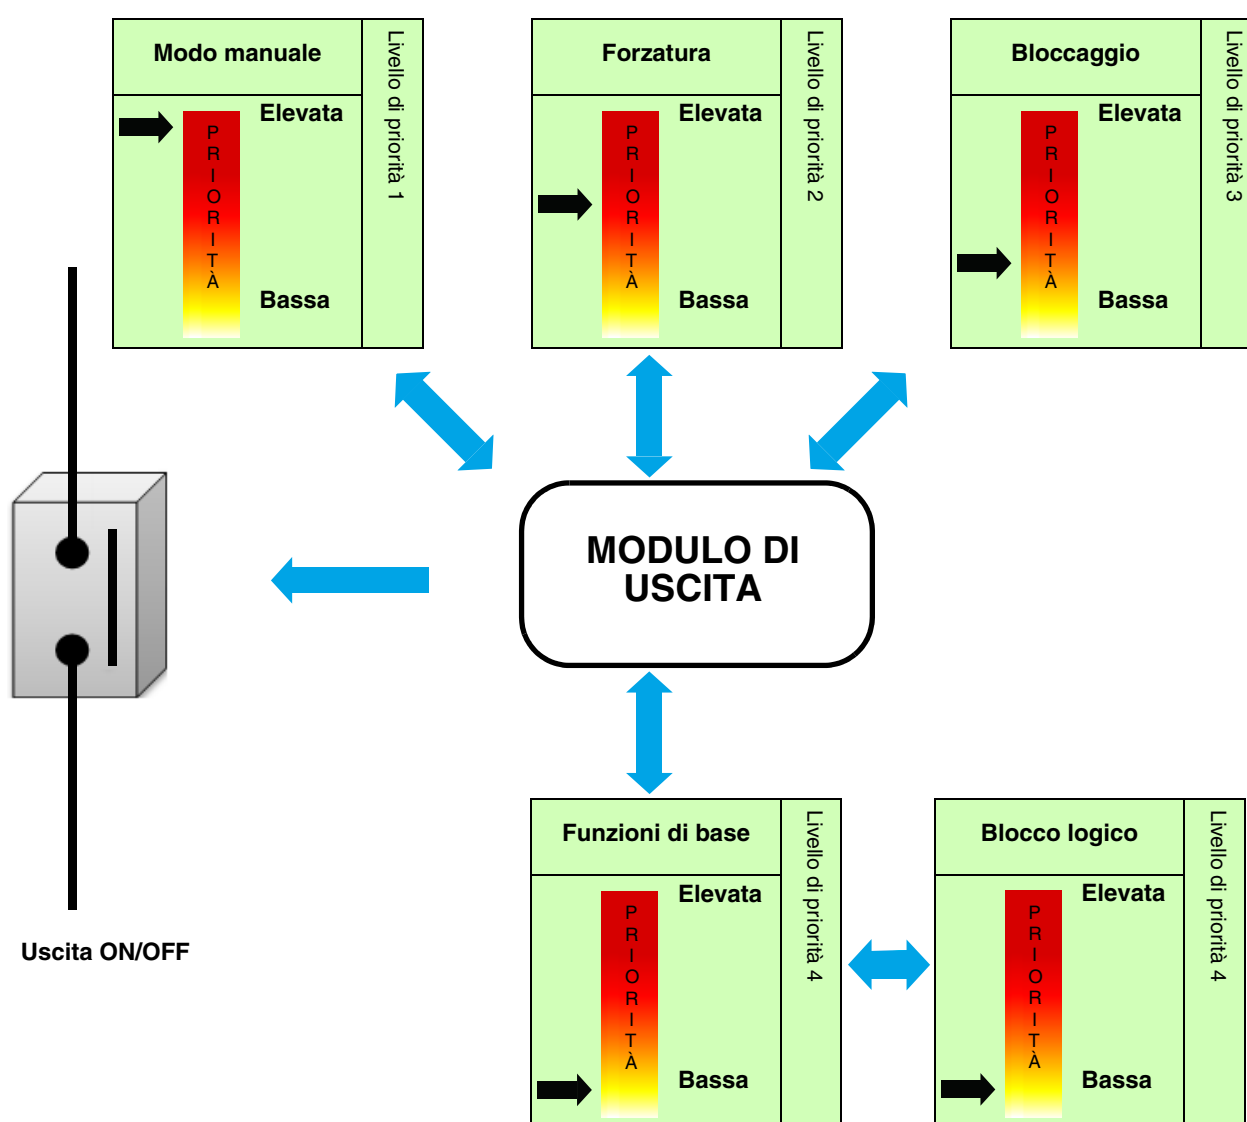 Modo manuale
Livello di priorità 1
Elevata
PRIORITÀ
Bassa
Forzatura
Livello di priorità 2
Elevata
PRIORITÀ
Bassa
Bloccaggio
Livello di priorità 3
Elevata
PRIORITÀ
Bassa
MODULO DI
USCITA
Uscita ON/OFF
Funzioni di base
Livello di priorità 4
Elevata
PRIORITÀ
Bassa
Blocco logico
Livello di priorità 4
Elevata
PRIORITÀ
Bassa